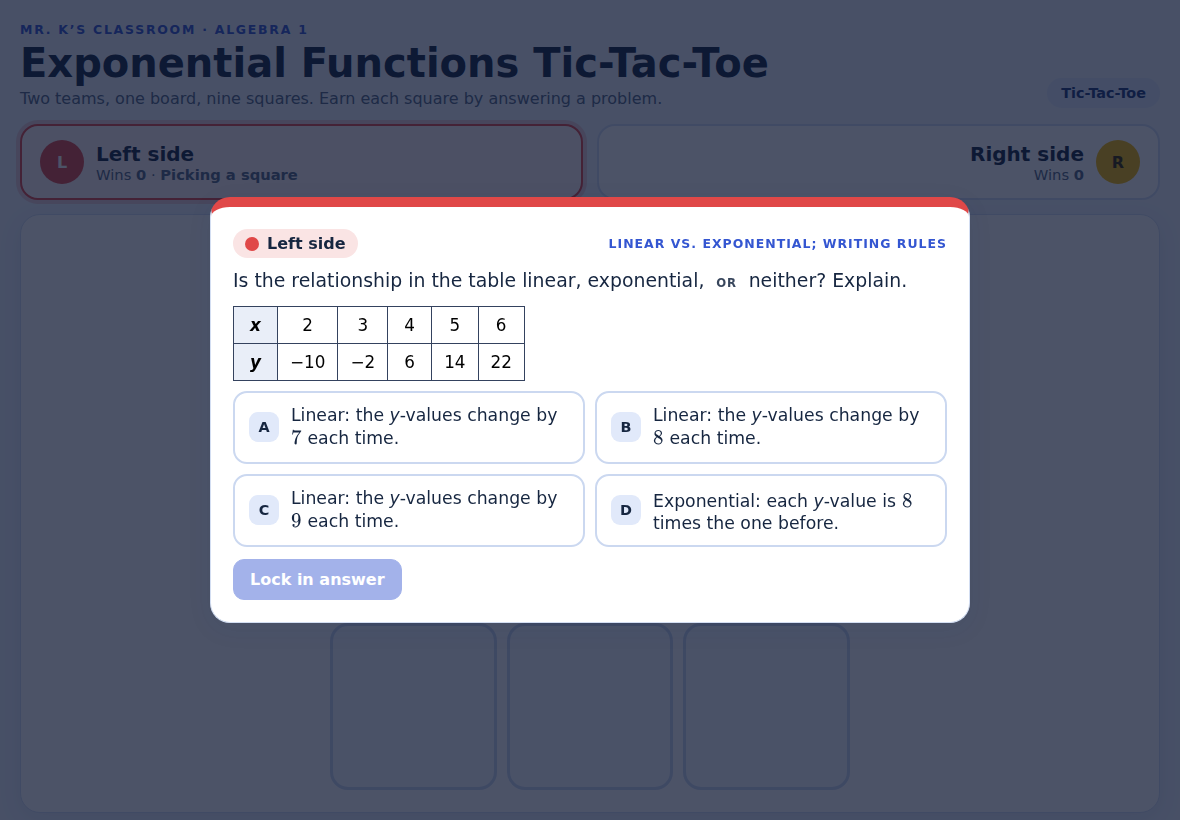 MR. K'S CLASSROOM · ALGEBRA 1
Exponential Functions Tic-Tac-Toe
Two teams, one board, nine squares. Earn each square by answering a problem.
Tic-Tac-Toe
L
Left side
Wins 0 · Picking a square
Right side
Wins 0
R
Left side
LINEAR VS. EXPONENTIAL; WRITING RULES
Is the relationship in the table linear, exponential, OR neither? Explain.
x 2 3 4 5 6
y −10 −2 6 14 22
A
Linear: the y-values change by
7 each time.
B
Linear: the y-values change by
8 each time.
C
Linear: the y-values change by
9 each time.
D
Exponential: each y-value is 8
times the one before.
Lock in answer